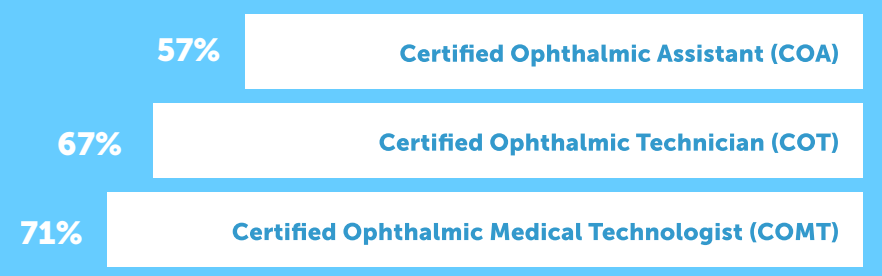 57% Certified Ophthalmic Assistant (COA)
67% Certified Ophthalmic Technician (COT)
71% Certified Ophthalmic Medical Technologist (COMT)